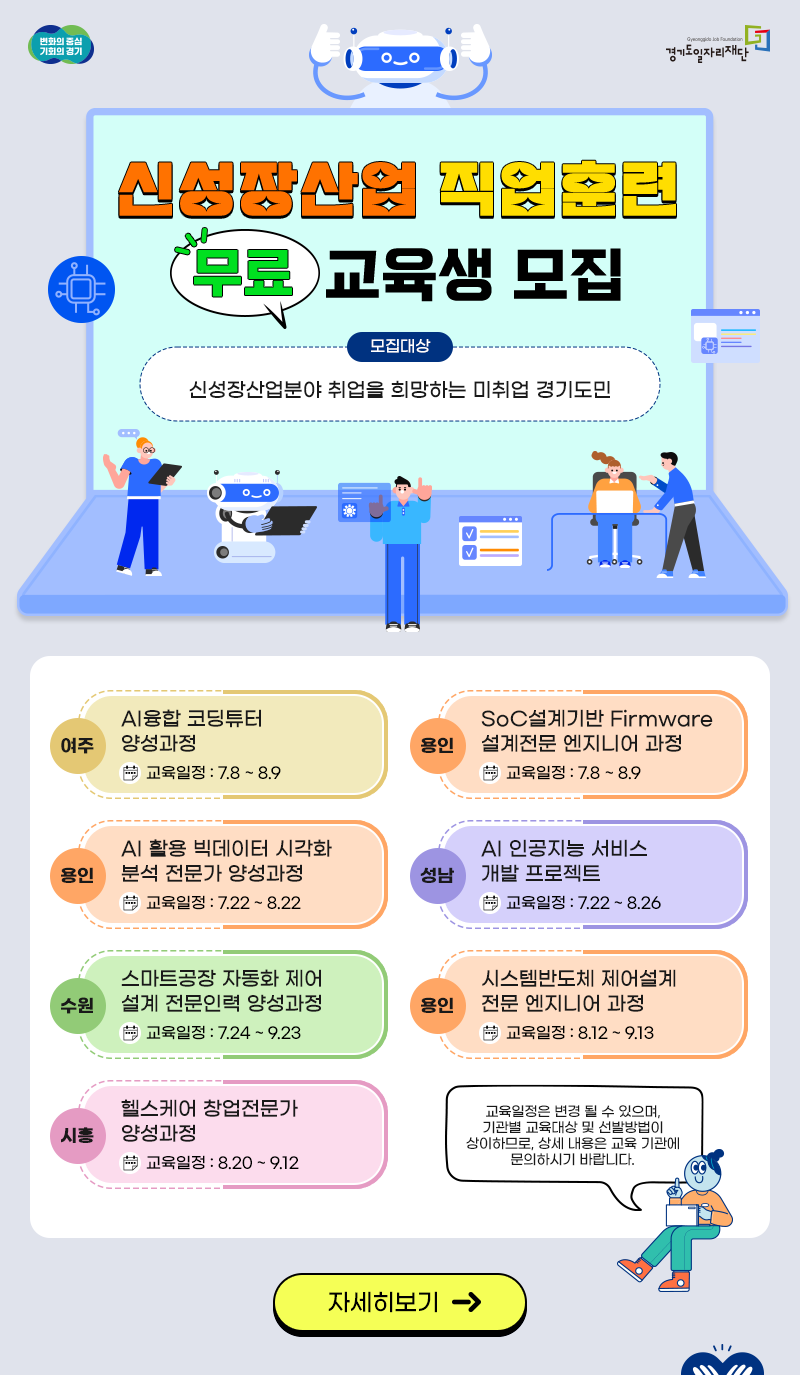 변화의 중심
기회의 경기
Gyeonggido Job Foundation
경기도일자리재단
신성장산업 직업훈련
무료 교육생 모집
모집대상
신성장산업분야 취업을 희망하는 미취업 경기도민
여주
AI융합 코딩튜터
양성과정
교육일정 : 7.8 ~ 8.9
용인
SoC설계기반 Firmware
설계전문 엔지니어 과정
교육일정 : 7.8 ~ 8.9
용인
AI 활용 빅데이터 시각화
분석 전문가 양성과정
교육일정 : 7.22 ~ 8.22
성남
AI 인공지능 서비스
개발 프로젝트
교육일정 : 7.22 ~ 8.26
수원
스마트공장 자동화 제어
설계 전문인력 양성과정
교육일정 : 7.24 ~ 9.23
용인
시스템반도체 제어설계
전문 엔지니어 과정
교육일정 : 8.12 ~ 9.13
시흥
헬스케어 창업전문가
양성과정
교육일정 : 8.20 ~ 9.12
교육일정은 변경 될 수 있으며,
기관별 교육대상 및 선발방법이
상이하므로, 상세 내용은 교육 기관에
문의하시기 바랍니다.
자세히보기